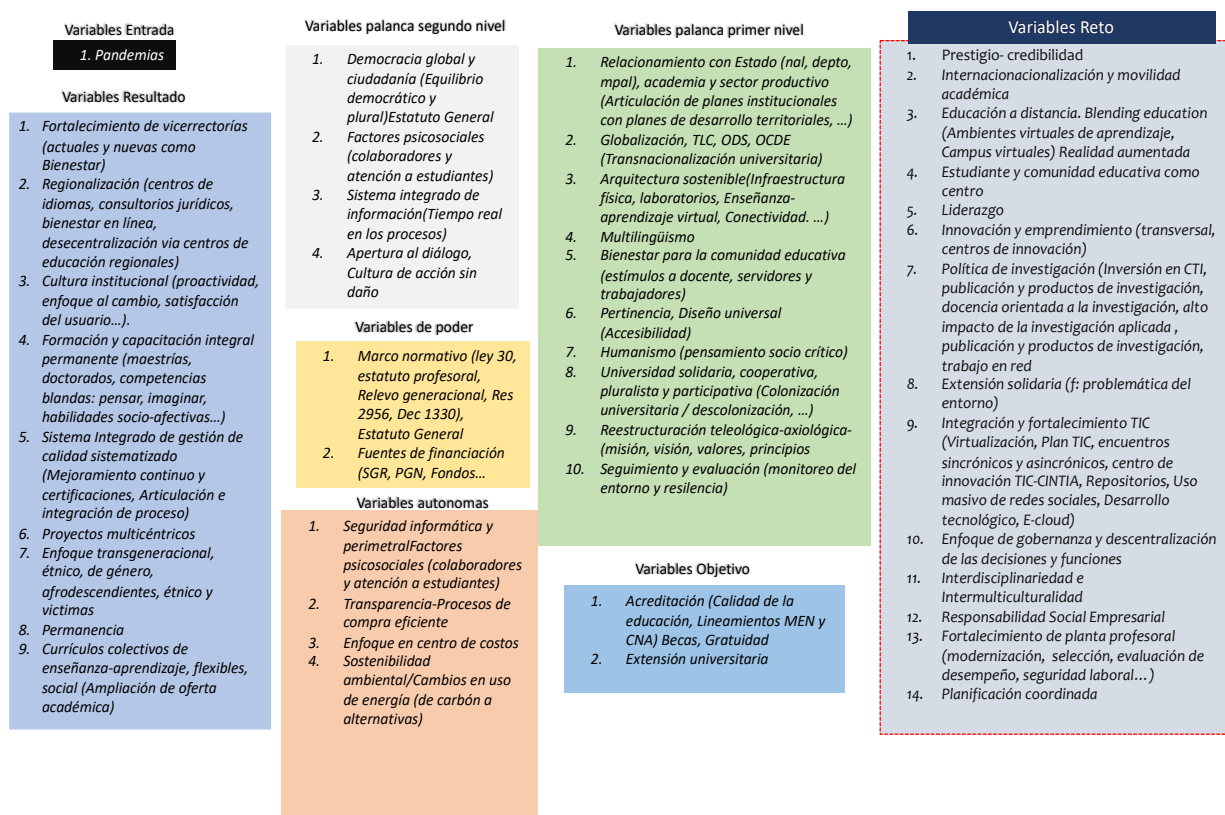 Variables Entrada
1. Pandemias
Variables Resultado
1. Fortalecimiento de vicerrectorías
(actuales y nuevas como
Bienestar)
2. Regionalización (centros de
idiomas, consultorios jurídicos,
bienestar en línea,
desecentralización via centros de
educación regionales)
3. Cultura institucional (proactividad,
enfoque al cambio, satisfacción
del usuario...).
4. Formación y capacitación integral
permanente (maestrías,
doctorados, competencias
blandas: pensar, imaginar,
habilidades socio-afectivas...)
5. Sistema Integrado de gestión de
calidad sistematizado
(Mejoramiento continuo y
certificaciones, Articulación e
integración de proceso)
6. Proyectos multicéntricos
7. Enfoque transgeneracional,
étnico, de género,
afrodescendientes, étnico y
victimas
8. Permanencia
9. Currículos colectivos de
enseñanza-aprendizaje, flexibles,
social (Ampliación de oferta
académica)
Variables palanca segundo nivel
1. Democracia global y
ciudadanía (Equilibrio
democrático y
plural)Estatuto General
2. Factores psicosociales
(colaboradores y
atención a estudiantes)
3. Sistema integrado de
información(Tiempo real
en los procesos)
4. Apertura al diálogo,
Cultura de acción sin
daño
Variables de poder
1. Marco normativo (ley 30,
estatuto profesoral,
Relevo generacional, Res
2956, Dec 1330),
Estatuto General
2. Fuentes de financiación
(SGR, PGN, Fondos...
Variables autonomas
1. Seguridad informática y
perimetralFactores
psicosociales (colaboradores
y atención a estudiantes)
2. Transparencia-Procesos de
compra eficiente
3. Enfoque en centro de costos
4. Sostenibilidad
ambiental/Cambios en uso
de energía (de carbón a
alternativas)
Variables palanca primer nivel
1. Relacionamiento con Estado (nal, depto,
mpal), academia y sector productivo
(Articulación de planes institucionales
con planes de desarrollo territoriales, ...)
2. Globalización, TLC, ODS, OCDE
(Transnacionalización universitaria)
3. Arquitectura sostenible(Infraestructura
física, laboratorios, Enseñanza-
aprendizaje virtual, Conectividad. ...)
4. Multilingüismo
5. Bienestar para la comunidad educativa
(estímulos a docente, servidores y
trabajadores)
6. Pertinencia, Diseño universal
(Accesibilidad)
7. Humanismo (pensamiento socio crítico)
8. Universidad solidaria, cooperativa,
pluralista y participativa (Colonización
universitaria / descolonización, ...)
9. Reestructuración teleológica-axiológica-
(misión, visión, valores, principios
10. Seguimiento y evaluación (monitoreo del
entorno y resilencia)
Variables Objetivo
1. Acreditación (Calidad de la
educación, Lineamientos MEN y
CNA) Becas, Gratuidad
2. Extensión universitaria
Variables Reto
1. Prestigio- credibilidad
2. Internacionacionalización y movilidad
académica
3. Educación a distancia. Blending education
(Ambientes virtuales de aprendizaje,
Campus virtuales) Realidad aumentada
4. Estudiante y comunidad educativa como
centro
5. Liderazgo
6. Innovación y emprendimiento (transversal,
centros de innovación)
7. Política de investigación (Inversión en CTI,
publicación y productos de investigación,
docencia orientada a la investigación, alto
impacto de la investigación aplicada ,
publicación y productos de investigación,
trabajo en red
8. Extensión solidaria (f: problemática del
entorno)
9. Integración y fortalecimiento TIC
(Virtualización, Plan TIC, encuentros
sincrónicos y asincrónicos, centro de
innovación TIC-CINTIA, Repositorios, Uso
masivo de redes sociales, Desarrollo
tecnológico, E-cloud)
10. Enfoque de gobernanza y descentralización
de las decisiones y funciones
11. Interdisciplinariedad e
Intermulticulturalidad
12. Responsabilidad Social Empresarial
13. Fortalecimiento de planta profesoral
(modernización, selección, evaluación de
desempeño, seguridad laboral...)
14. Planificación coordinada